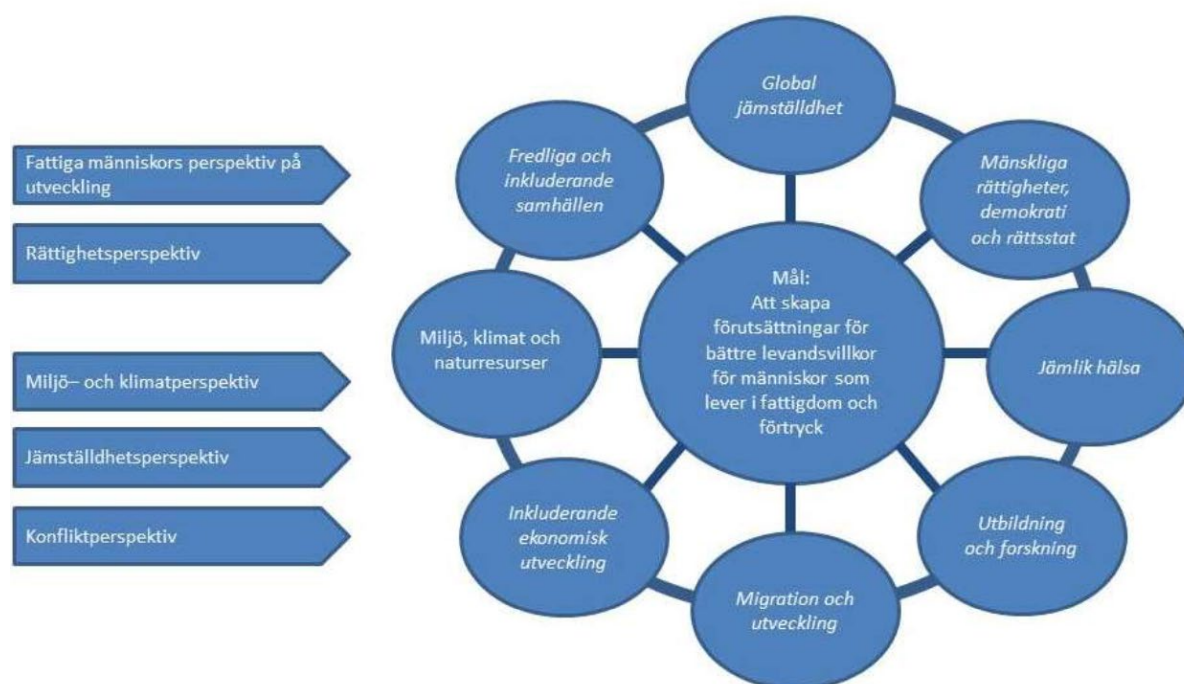 Fattiga människors perspektiv på
utveckling
Rättighetsperspektiv
Miljö– och klimatperspektiv
Jämställdhetsperspektiv
Konfliktperspektiv
Global
jämställdhet
Mänskliga
rättigheter,
demokrati
och rättsstat
Jämlik hälsa
Utbildning
och forskning
Migration och
utveckling
Inkluderande
ekonomisk
utveckling
Miljö, klimat och
naturresurser
Fredliga och
inkluderande
samhällen
Mål:
Att skapa
förutsättningar för
bättre levandsvillkor
för människor som
lever i fattigdom och
förtryck